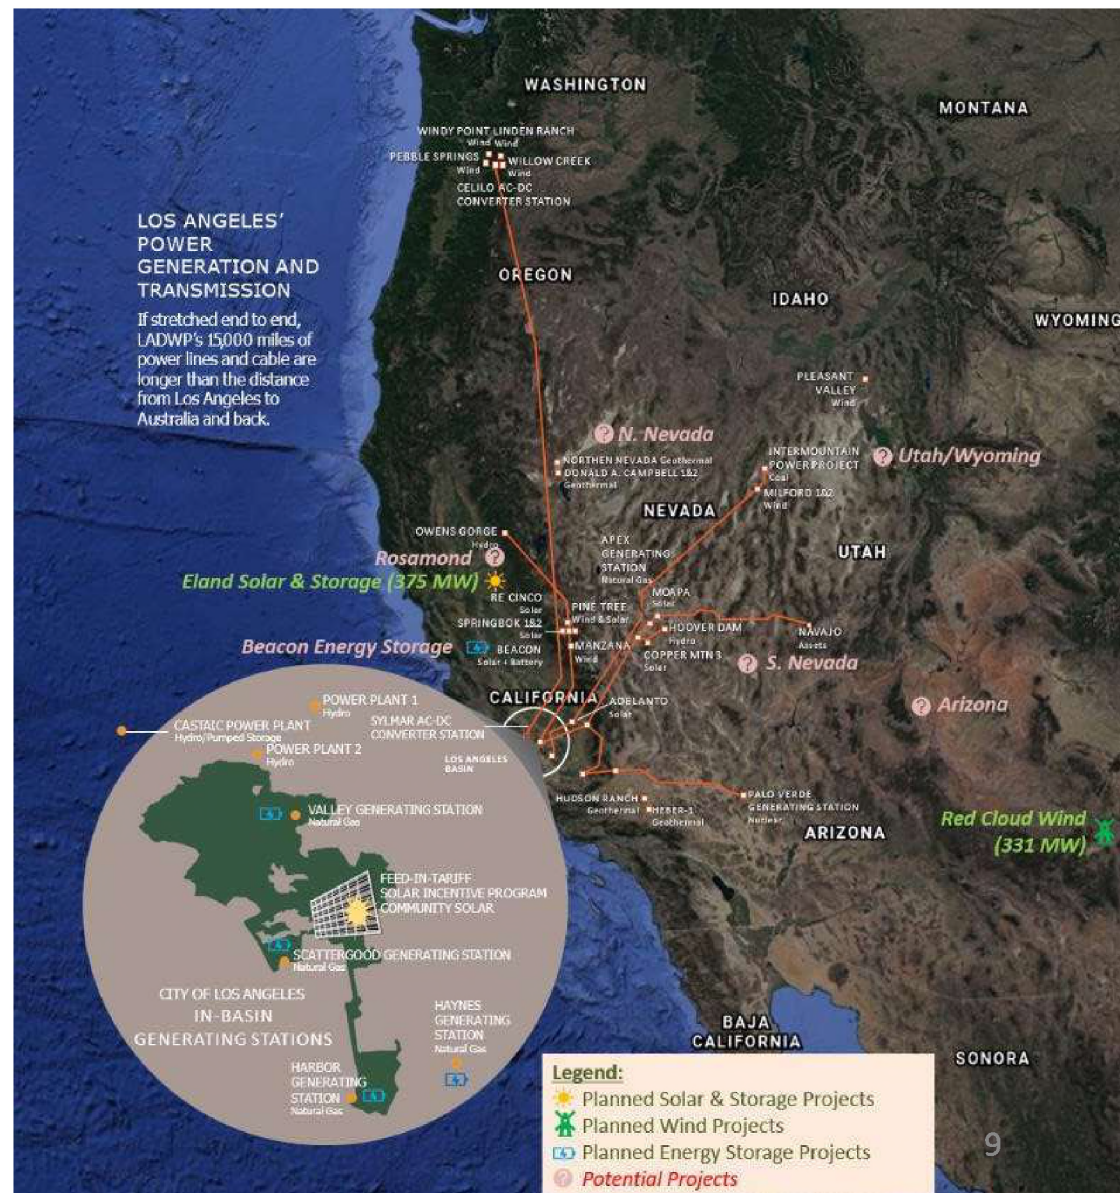 WASHINGTON
MONTANA
WINDY POINT LINDEN RANCH
Wind Wind
PEBBLE SPRINGS
Wind
WILLOW CREEK
Wind
CELILO AC-DC
CONVERTER STATION
LOS ANGELES’
POWER
GENERATION AND
TRANSMISSION
If stretched end to end,
LADWP's 15,000 miles of
power lines and cable are
longer than the distance
from Los Angeles to
Australia and back.
OREGON
IDAHO
WYOMING
PLEASANT
VALLEY
Wind
? N. Nevada
NORTHEN NEVADA Geothermal
DONALD A. CAMPBELL 1&2
Geothermal
INTERMOUNTAIN
POWER PROJECT
Coal
? Utah/Wyoming
MILFORD 1&2
Wind
NEVADA
OWENS GORGE
Hydro
APEX
GENERATING
STATION
Natural Gas
UTAH
Rosamond ?
Eland Solar & Storage (375 MW)
RE CINCO
Solar
PINE TREE
Wind & Solar
MOAPA
Solar
SPRINGBOK 1&2
Solar
HOOVER DAM
Hydro
NAVAJO
Assets
Beacon Energy Storage
BEACON
Solar + Battery
MANZANA
Wind
COPPER MTN 3
Solar
? S. Nevada
CALIFORNIA
ADELANTO
Solar
? Arizona
POWER PLANT 1
Hydro
CASTAIC POWER PLANT
Hydro/Pumped Storage
SYLMAR AC-DC
CONVERTER STATION
POWER PLANT 2
Hydro
LOS ANGELES
BASIN
HUDSON RANCH
Geothermal
HEBER-1
Geothermal
PALO VERDE
GENERATING STATION
Nuclear
ARIZONA
Red Cloud Wind
(331 MW)
VALLEY GENERATING STATION
Natural Gas
FEED-IN-TARIFF
SOLAR INCENTIVE PROGRAM
COMMUNITY SOLAR
SCATTERGOOD GENERATING STATION
Natural Gas
CITY OF LOS ANGELES
IN-BASIN
GENERATING STATIONS
HAYNES
GENERATING
STATION
Natural Gas
HARBOR
GENERATING
STATION
Natural Gas
BAJA
CALIFORNIA
SONORA
Legend:
Planned Solar & Storage Projects
Planned Wind Projects
Planned Energy Storage Projects
? Potential Projects
9